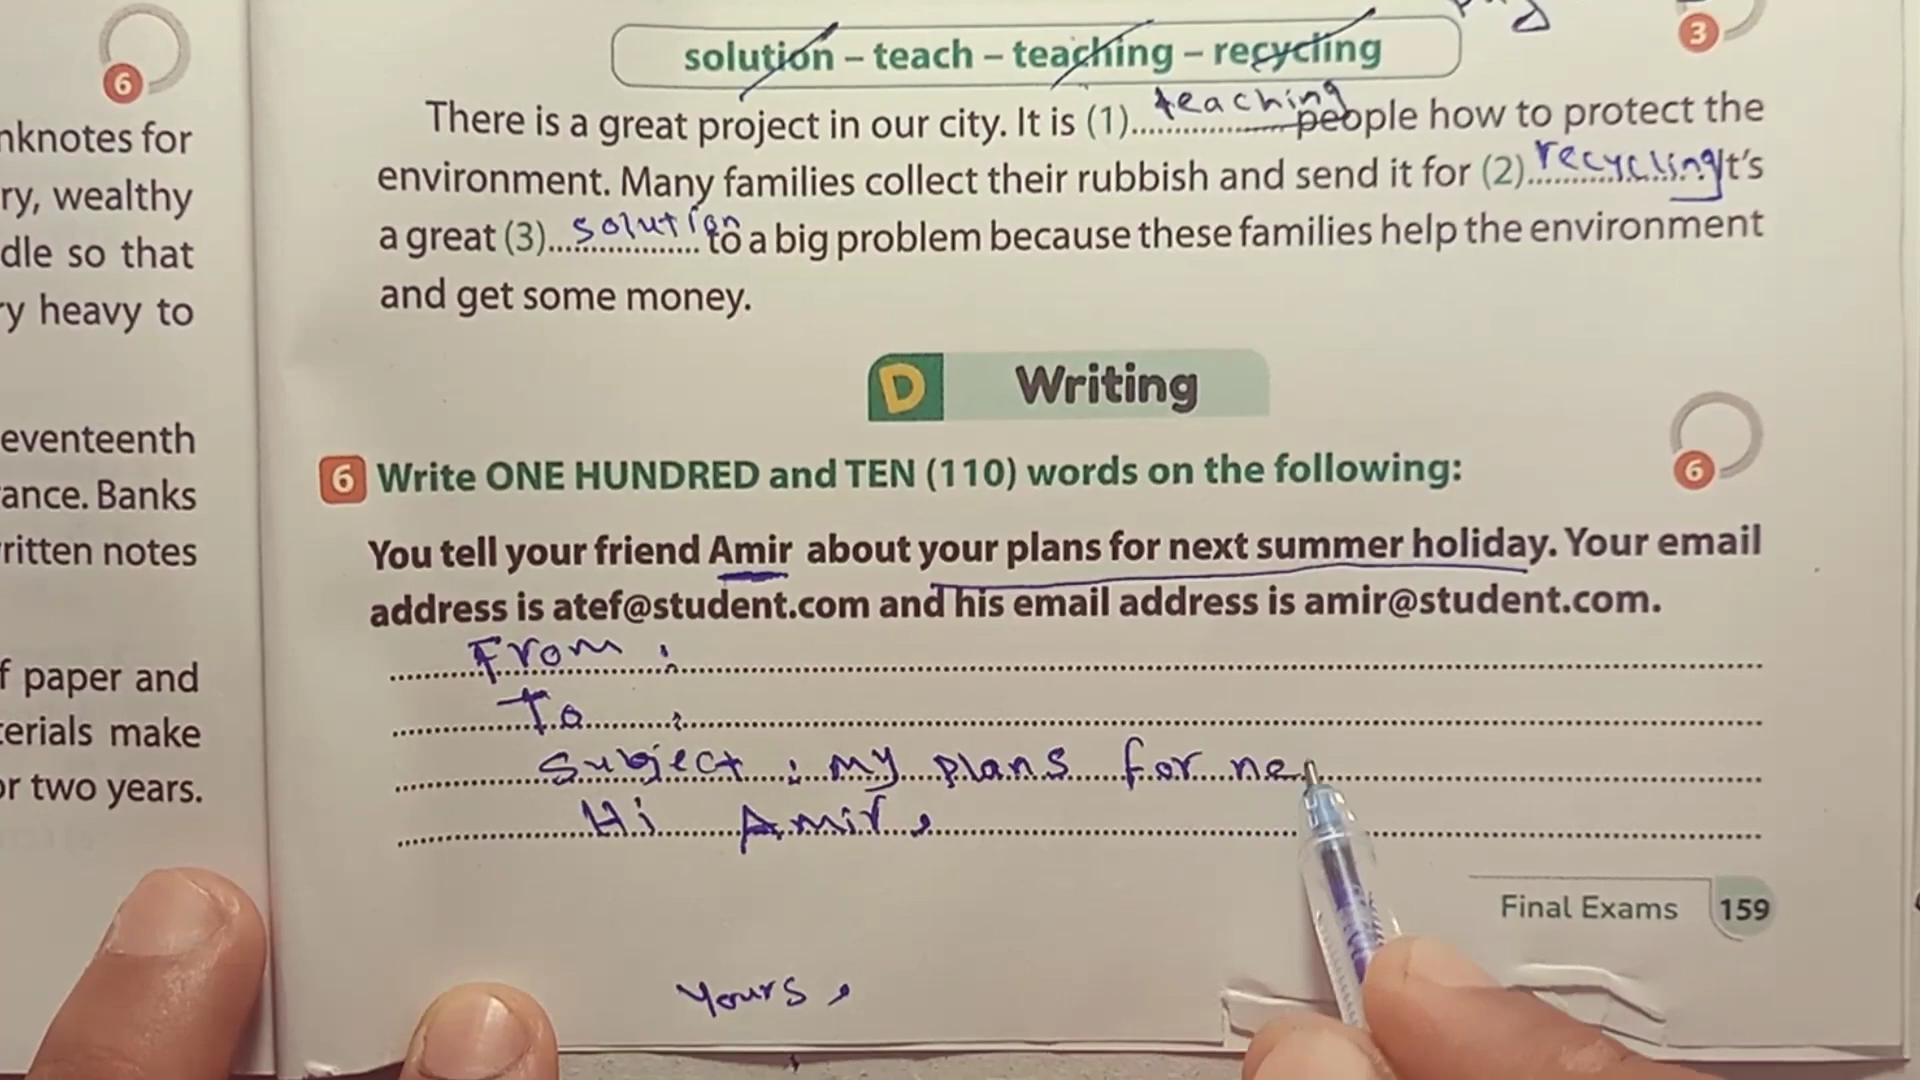 6
3
solution – teach – teaching – recycling
There is a great project in our city. It is (1) teaching people how to protect the
environment. Many families collect their rubbish and send it for (2) recycling It's
a great (3) solution to a big problem because these families help the environment
and get some money.
nknotes for
ry, wealthy
dle so that
ry heavy to
eventeenth
ance. Banks
ritten notes
f paper and
terials make
or two years.
D Writing
6 Write ONE HUNDRED and TEN (110) words on the following:
6
You tell your friend Amir about your plans for next summer holiday. Your email
address is atef@student.com and his email address is amir@student.com.
From :
To :
Subject : my plans for ne
Hi Amir,
Yours,
Final Exams 159